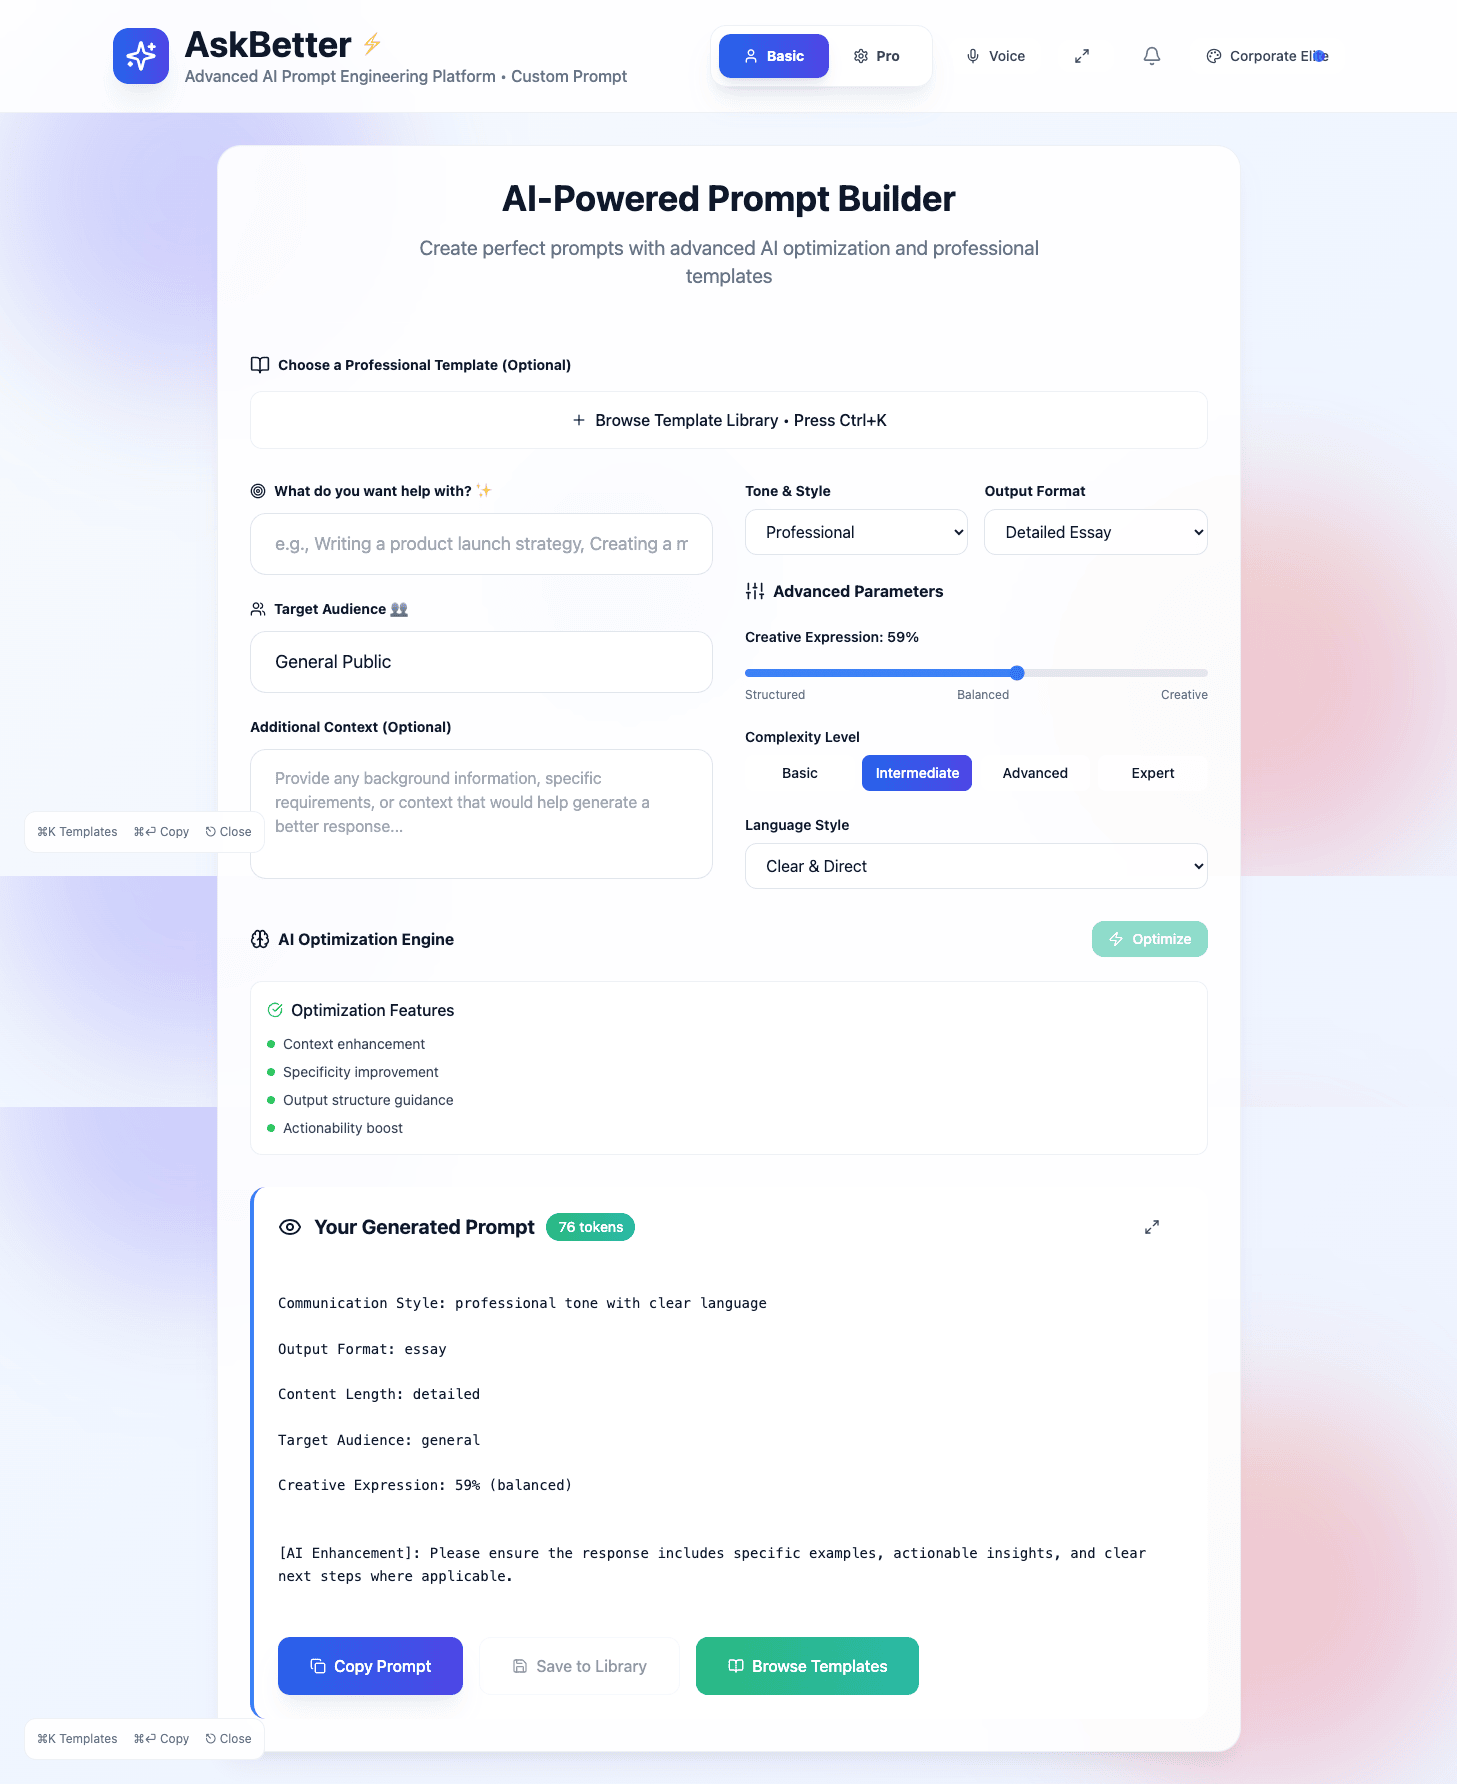 AskBetter ⚡
Advanced AI Prompt Engineering Platform • Custom Prompt
Basic
Pro
Voice
Corporate Elite
AI-Powered Prompt Builder
Create perfect prompts with advanced AI optimization and professional
templates
Choose a Professional Template (Optional)
Browse Template Library • Press Ctrl+K
What do you want help with? ✨
e.g., Writing a product launch strategy, Creating a m
Target Audience 👥
General Public
Additional Context (Optional)
Provide any background information, specific
requirements, or context that would help generate a
better response...
Tone & Style
Professional
Output Format
Detailed Essay
Advanced Parameters
Creative Expression: 59%
Structured
Balanced
Creative
Complexity Level
Basic
Intermediate
Advanced
Expert
Language Style
Clear & Direct
⌘K Templates
⌘⏎ Copy
⎋ Close
AI Optimization Engine
Optimize
Optimization Features
Context enhancement
Specificity improvement
Output structure guidance
Actionability boost
Your Generated Prompt
76 tokens
Communication Style: professional tone with clear language
Output Format: essay
Content Length: detailed
Target Audience: general
Creative Expression: 59% (balanced)
[AI Enhancement]: Please ensure the response includes specific examples, actionable insights, and clear
next steps where applicable.
Copy Prompt
Save to Library
Browse Templates
⌘K Templates
⌘⏎ Copy
⎋ Close